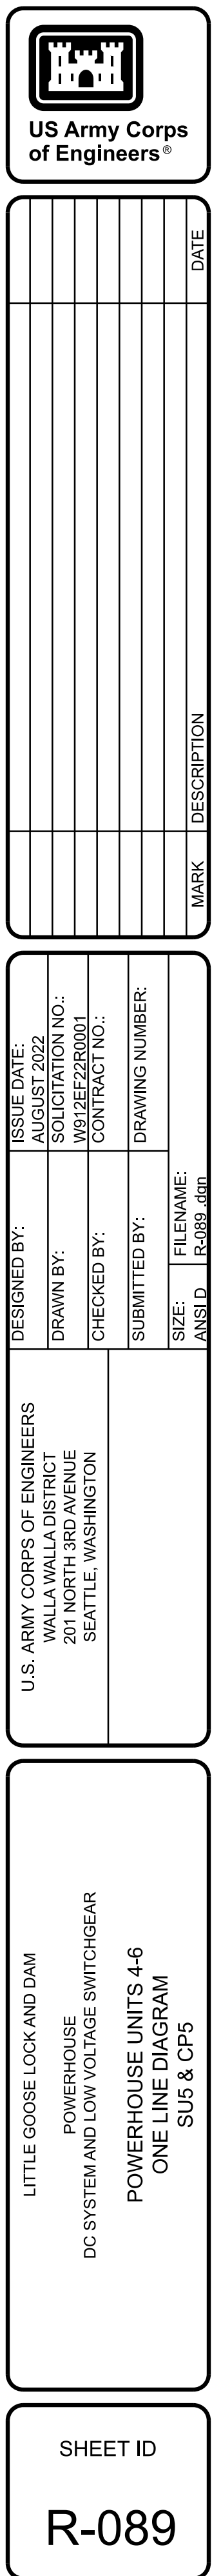 US Army Corps
of Engineers®
DATE
DESCRIPTION
MARK
ISSUE DATE:
AUGUST 2022
SOLICITATION NO.:
W912EF22R0001
CONTRACT NO.:
DRAWING NUMBER:
DESIGNED BY:
DRAWN BY:
CHECKED BY:
SUBMITTED BY:
FILENAME:
R-089 .dgn
SIZE:
ANSI D
U.S. ARMY CORPS OF ENGINEERS
WALLA WALLA DISTRICT
201 NORTH 3RD AVENUE
SEATTLE, WASHINGTON
LITTLE GOOSE LOCK AND DAM
POWERHOUSE
DC SYSTEM AND LOW VOLTAGE SWITCHGEAR
POWERHOUSE UNITS 4-6
ONE LINE DIAGRAM
SU5 & CP5
SHEET ID
R-089